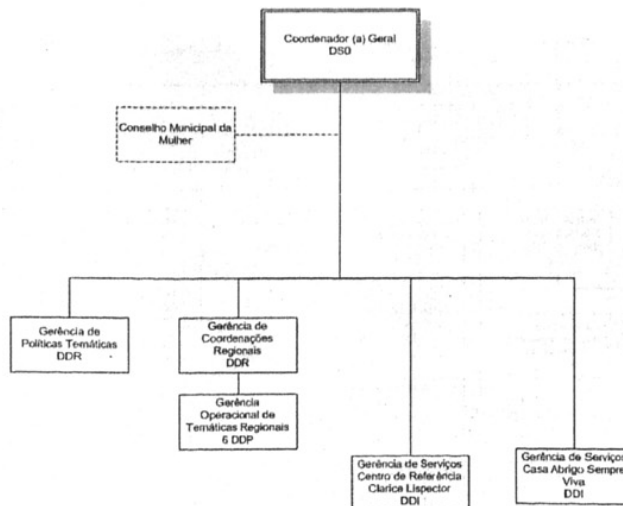 Coordenador (a) Geral
DS0
Conselho Municipal da
Mulher
Gerência de
Políticas Temáticas
DDR
Gerência de
Coordenações
Regionais
DDR
Gerência
Operacional de
Temáticas Regionais
6 DDP
Gerência de Serviços
Centro de Referência
Clarice Lispector
DDI
Gerência de Serviços
Casa Abrigo Sempre
Viva
DDI